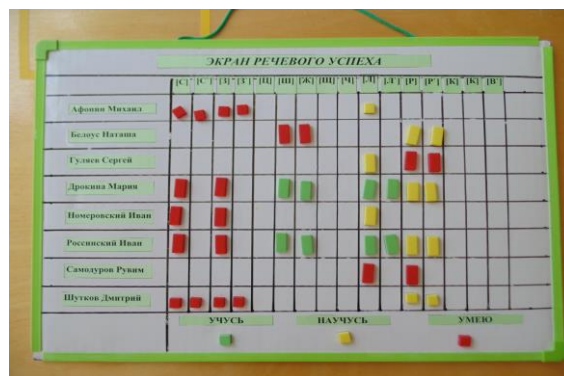 ЭКРАН РЕЧЕВОГО УСПЕХА
[С] [С'] [З] [З'] [Ц] [Ш] [Ж] [Щ] [Ч] [Л] [Л'] [Р] [Р'] [К] [К'] [В']
Афонин Михаил
Белоус Наташа
Гуляев Сергей
Дрокина Мария
Номеровский Иван
Россинский Иван
Самодуров Рувим
Шутков Дмитрий
УЧУСЬ НАУЧУСЬ УМЕЮ